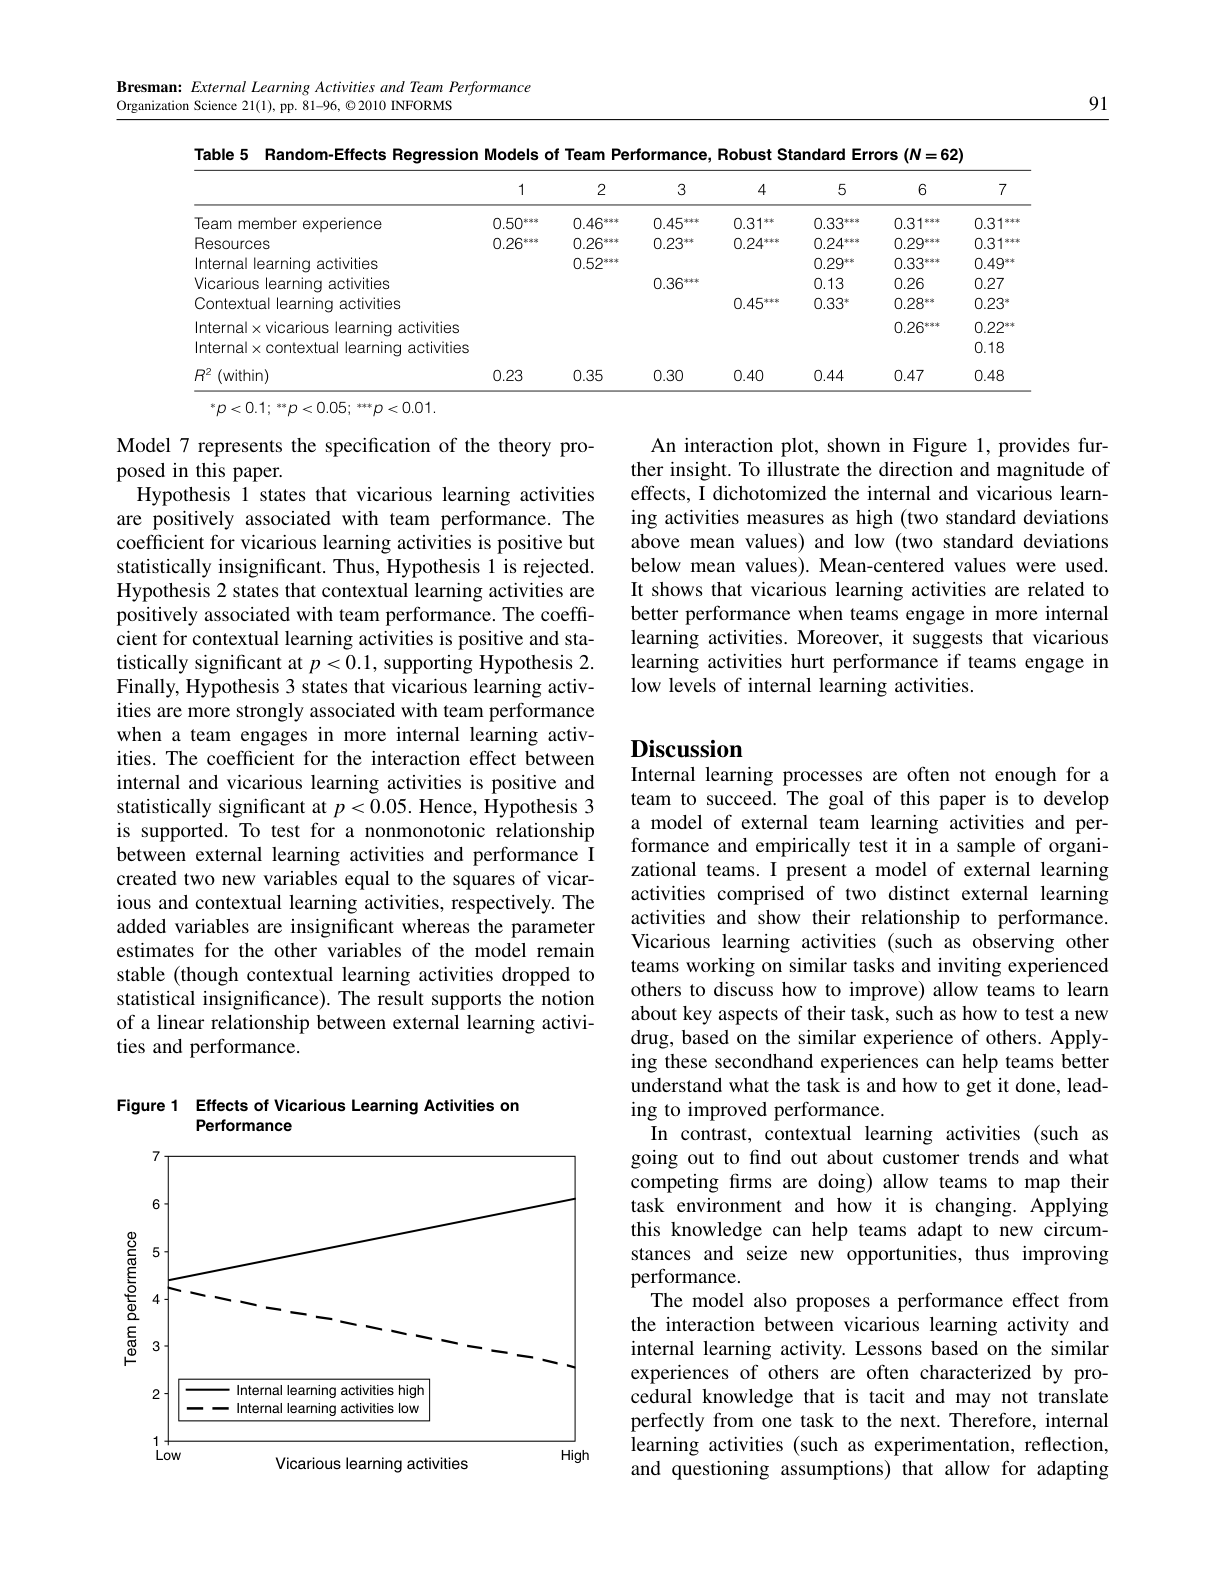 Bresman: External Learning Activities and Team Performance
Organization Science 21(1), pp. 81–96, © 2010 INFORMS
91
Table 5 Random-Effects Regression Models of Team Performance, Robust Standard Errors (N = 62)
1 2 3 4 5 6 7
Team member experience 0.50*** 0.46*** 0.45*** 0.31** 0.33*** 0.31*** 0.31***
Resources 0.26*** 0.26*** 0.23** 0.24*** 0.24*** 0.29*** 0.31***
Internal learning activities 0.52*** 0.29** 0.33*** 0.49**
Vicarious learning activities 0.36*** 0.13 0.26 0.27
Contextual learning activities 0.45*** 0.33* 0.28** 0.23*
Internal × vicarious learning activities 0.26*** 0.22**
Internal × contextual learning activities 0.18
R² (within) 0.23 0.35 0.30 0.40 0.44 0.47 0.48
*p < 0.1; **p < 0.05; ***p < 0.01.
Model 7 represents the specification of the theory pro-
posed in this paper.
Hypothesis 1 states that vicarious learning activities
are positively associated with team performance. The
coefficient for vicarious learning activities is positive but
statistically insignificant. Thus, Hypothesis 1 is rejected.
Hypothesis 2 states that contextual learning activities are
positively associated with team performance. The coeffi-
cient for contextual learning activities is positive and sta-
tistically significant at p < 0.1, supporting Hypothesis 2.
Finally, Hypothesis 3 states that vicarious learning activ-
ities are more strongly associated with team performance
when a team engages in more internal learning activ-
ities. The coefficient for the interaction effect between
internal and vicarious learning activities is positive and
statistically significant at p < 0.05. Hence, Hypothesis 3
is supported. To test for a nonmonotonic relationship
between external learning activities and performance I
created two new variables equal to the squares of vicar-
ious and contextual learning activities, respectively. The
added variables are insignificant whereas the parameter
estimates for the other variables of the model remain
stable (though contextual learning activities dropped to
statistical insignificance). The result supports the notion
of a linear relationship between external learning activi-
ties and performance.
Figure 1 Effects of Vicarious Learning Activities on
Performance
7
6
5
4
3
2
1
Team performance
Internal learning activities high
Internal learning activities low
Low
High
Vicarious learning activities
An interaction plot, shown in Figure 1, provides fur-
ther insight. To illustrate the direction and magnitude of
effects, I dichotomized the internal and vicarious learn-
ing activities measures as high (two standard deviations
above mean values) and low (two standard deviations
below mean values). Mean-centered values were used.
It shows that vicarious learning activities are related to
better performance when teams engage in more internal
learning activities. Moreover, it suggests that vicarious
learning activities hurt performance if teams engage in
low levels of internal learning activities.
Discussion
Internal learning processes are often not enough for a
team to succeed. The goal of this paper is to develop
a model of external team learning activities and per-
formance and empirically test it in a sample of organi-
zational teams. I present a model of external learning
activities comprised of two distinct external learning
activities and show their relationship to performance.
Vicarious learning activities (such as observing other
teams working on similar tasks and inviting experienced
others to discuss how to improve) allow teams to learn
about key aspects of their task, such as how to test a new
drug, based on the similar experience of others. Apply-
ing these secondhand experiences can help teams better
understand what the task is and how to get it done, lead-
ing to improved performance.
In contrast, contextual learning activities (such as
going out to find out about customer trends and what
competing firms are doing) allow teams to map their
task environment and how it is changing. Applying
this knowledge can help teams adapt to new circum-
stances and seize new opportunities, thus improving
performance.
The model also proposes a performance effect from
the interaction between vicarious learning activity and
internal learning activity. Lessons based on the similar
experiences of others are often characterized by pro-
cedural knowledge that is tacit and may not translate
perfectly from one task to the next. Therefore, internal
learning activities (such as experimentation, reflection,
and questioning assumptions) that allow for adapting